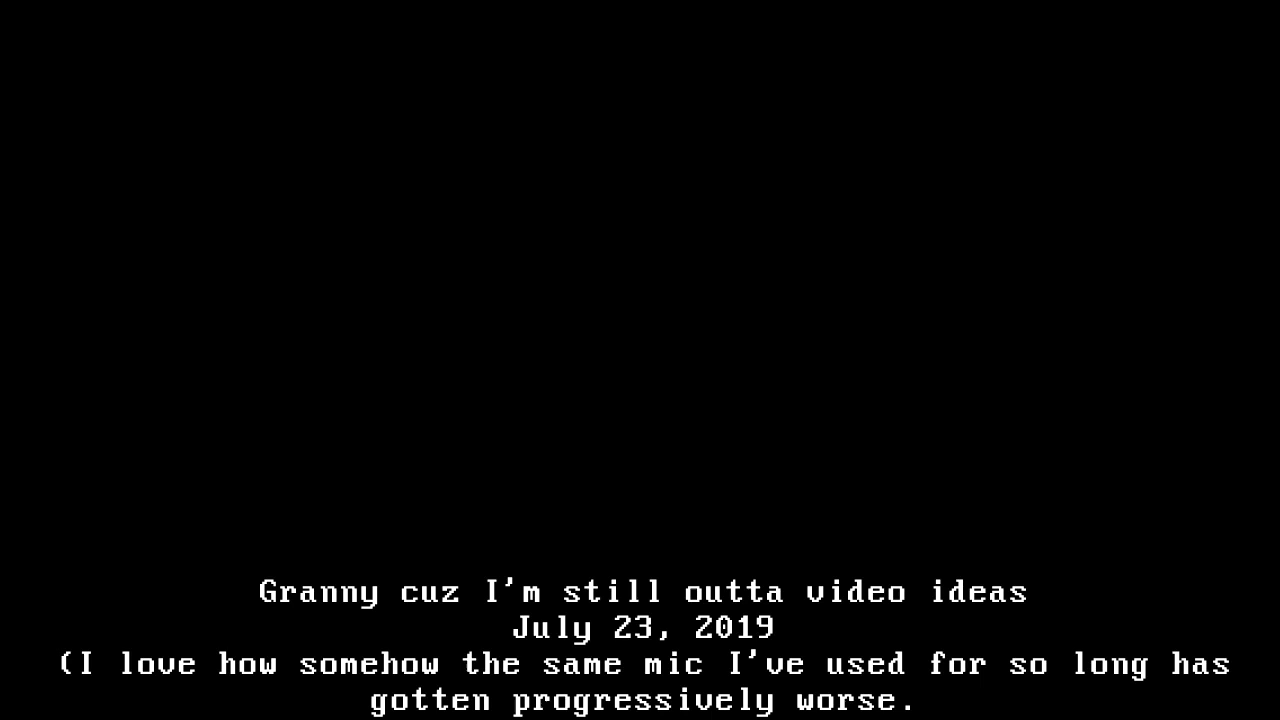 Granny cuz I'm still outta video ideas
July 23, 2019
(I love how somehow the same mic I've used for so long has
gotten progressively worse.